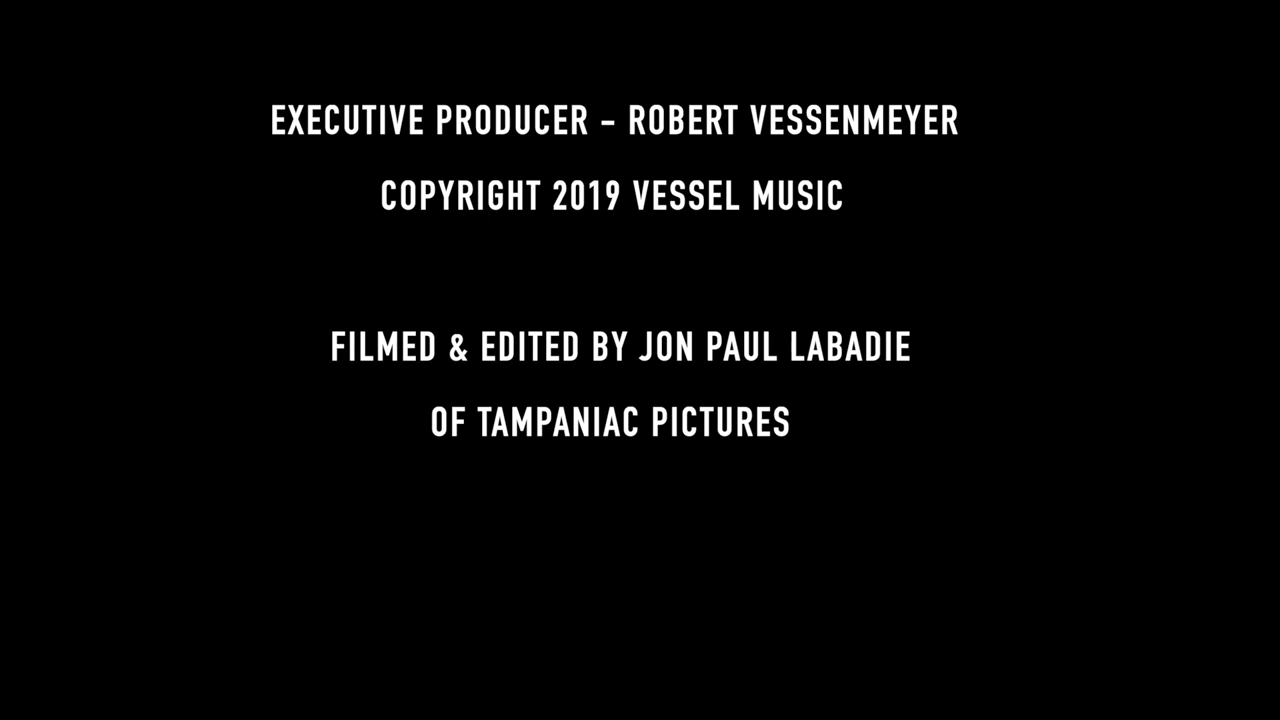 EXECUTIVE PRODUCER - ROBERT VESSENMEYER
COPYRIGHT 2019 VESSEL MUSIC
FILMED & EDITED BY JON PAUL LABADIE
OF TAMPANIAC PICTURES